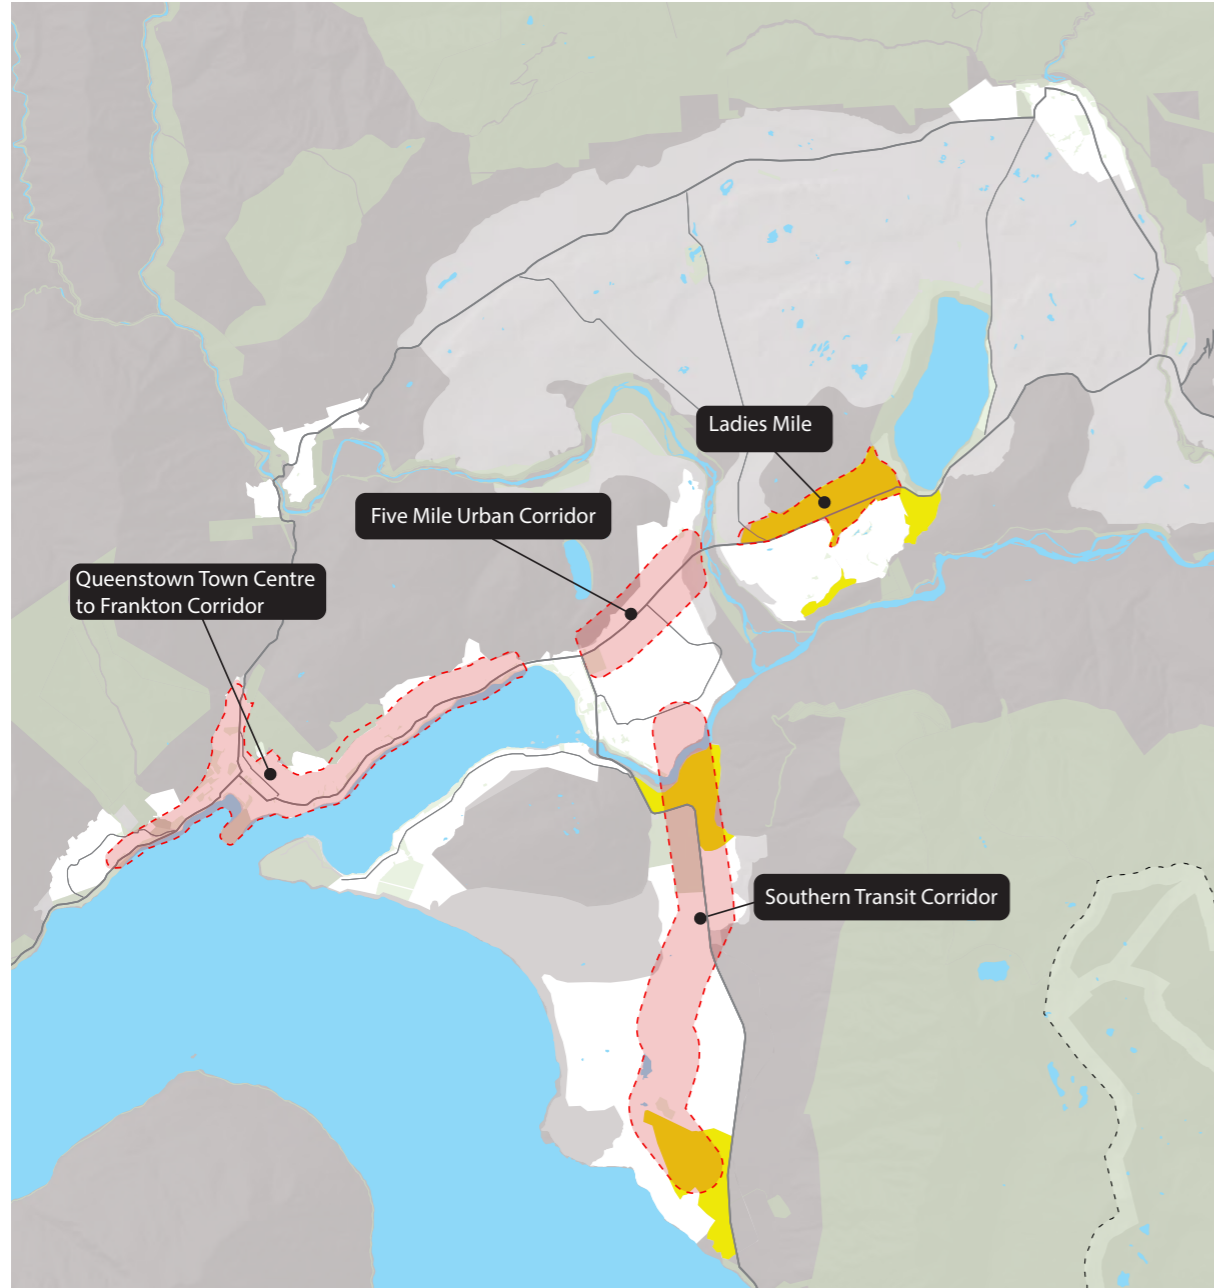 Ladies Mile
Five Mile Urban Corridor
Queenstown Town Centre
to Frankton Corridor
Southern Transit Corridor